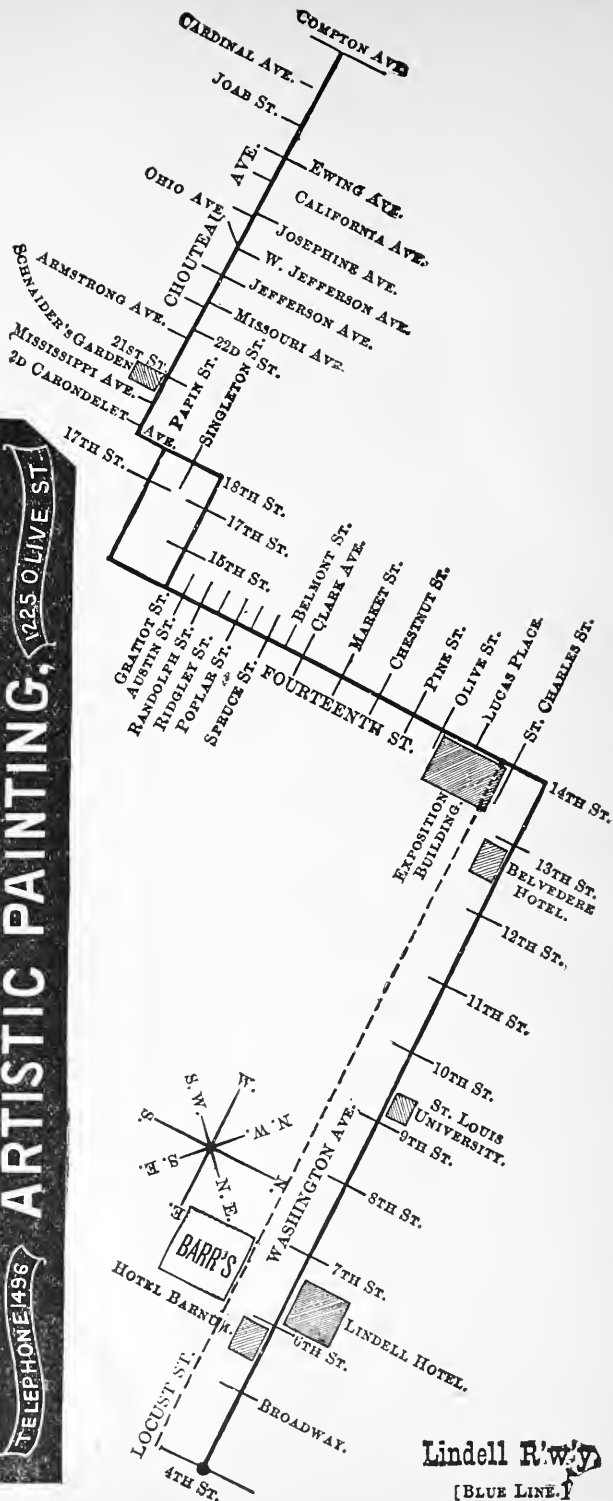 COMPTON AVE
CARDINAL AVE.
JOAB ST.
EWING AVE.
CALIFORNIA AVE.
OHIO AVE
JOSEPHINE AVE.
W. JEFFERSON AVE.
CHOUTEAU AVE.
JEFFERSON AVE.
MISSOURI AVE.
ARMSTRONG AVE.
22D ST.
SCHNAIDER'S GARDEN
21ST ST.
PAPIN ST.
SINGLETON ST.
MISSISSIPPI AVE.
2D CARONDELET AVE.
17TH ST.
18TH ST.
17TH ST.
15TH ST.
GRATIOT ST.
AUSTIN ST.
RANDOLPH ST.
RIDGLEY ST.
POPLAR ST.
SPRUCE ST.
BELMONT ST.
CLARK AVE.
MARKET ST.
CHESTNUT ST.
PINE ST.
OLIVE ST.
LUCAS PLACE.
ST. CHARLES ST.
FOURTEENTH ST.
EXPOSITION
BUILDING.
14TH ST.
13TH ST.
BELVEDERE
HOTEL.
12TH ST.
11TH ST.
10TH ST.
ST. LOUIS
UNIVERSITY.
9TH ST.
WASHINGTON AVE.
8TH ST.
7TH ST.
W.
S. W.
N. W.
S.
N.
S. E.
N. E.
E.
BARR'S
HOTEL BARNUM.
LINDELL HOTEL.
6TH ST.
LOCUST ST.
BROADWAY.
4TH ST.
Lindell R'w'y
[BLUE LINE.]
TELEPHONE 1496
ARTISTIC PAINTING,
1225 OLIVE ST.